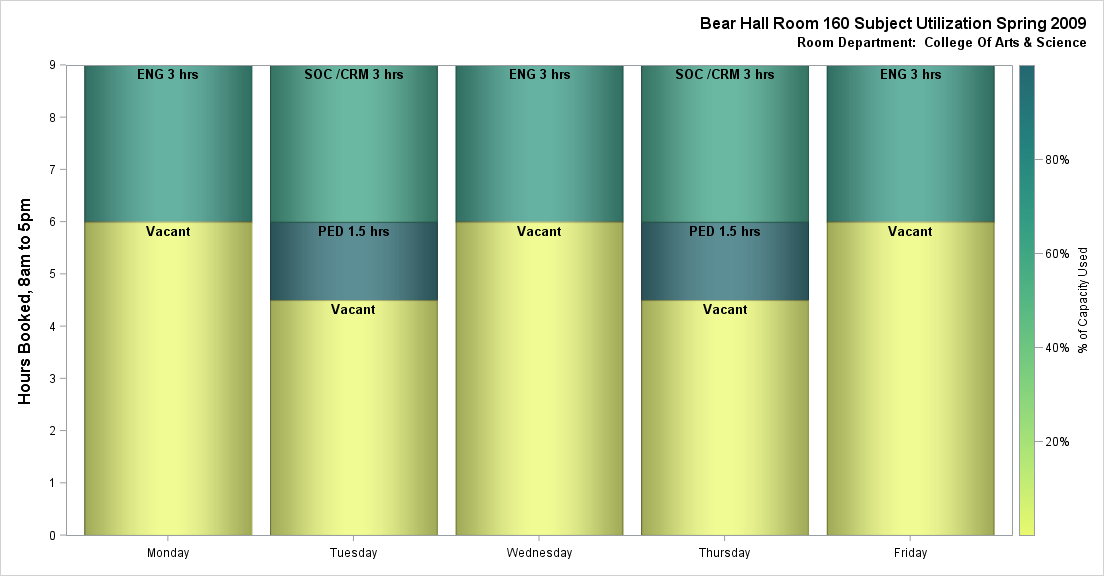 Bear Hall Room 160 Subject Utilization Spring 2009
Room Department:  College Of Arts & Science
Hours Booked, 8am to 5pm
9
8
7
6
5
4
3
2
1
0
ENG 3 hrs
SOC /CRM 3 hrs
ENG 3 hrs
SOC /CRM 3 hrs
ENG 3 hrs
Vacant
PED 1.5 hrs
Vacant
PED 1.5 hrs
Vacant
Vacant
Vacant
Monday
Tuesday
Wednesday
Thursday
Friday
80%
60%
40%
20%
% of Capacity Used